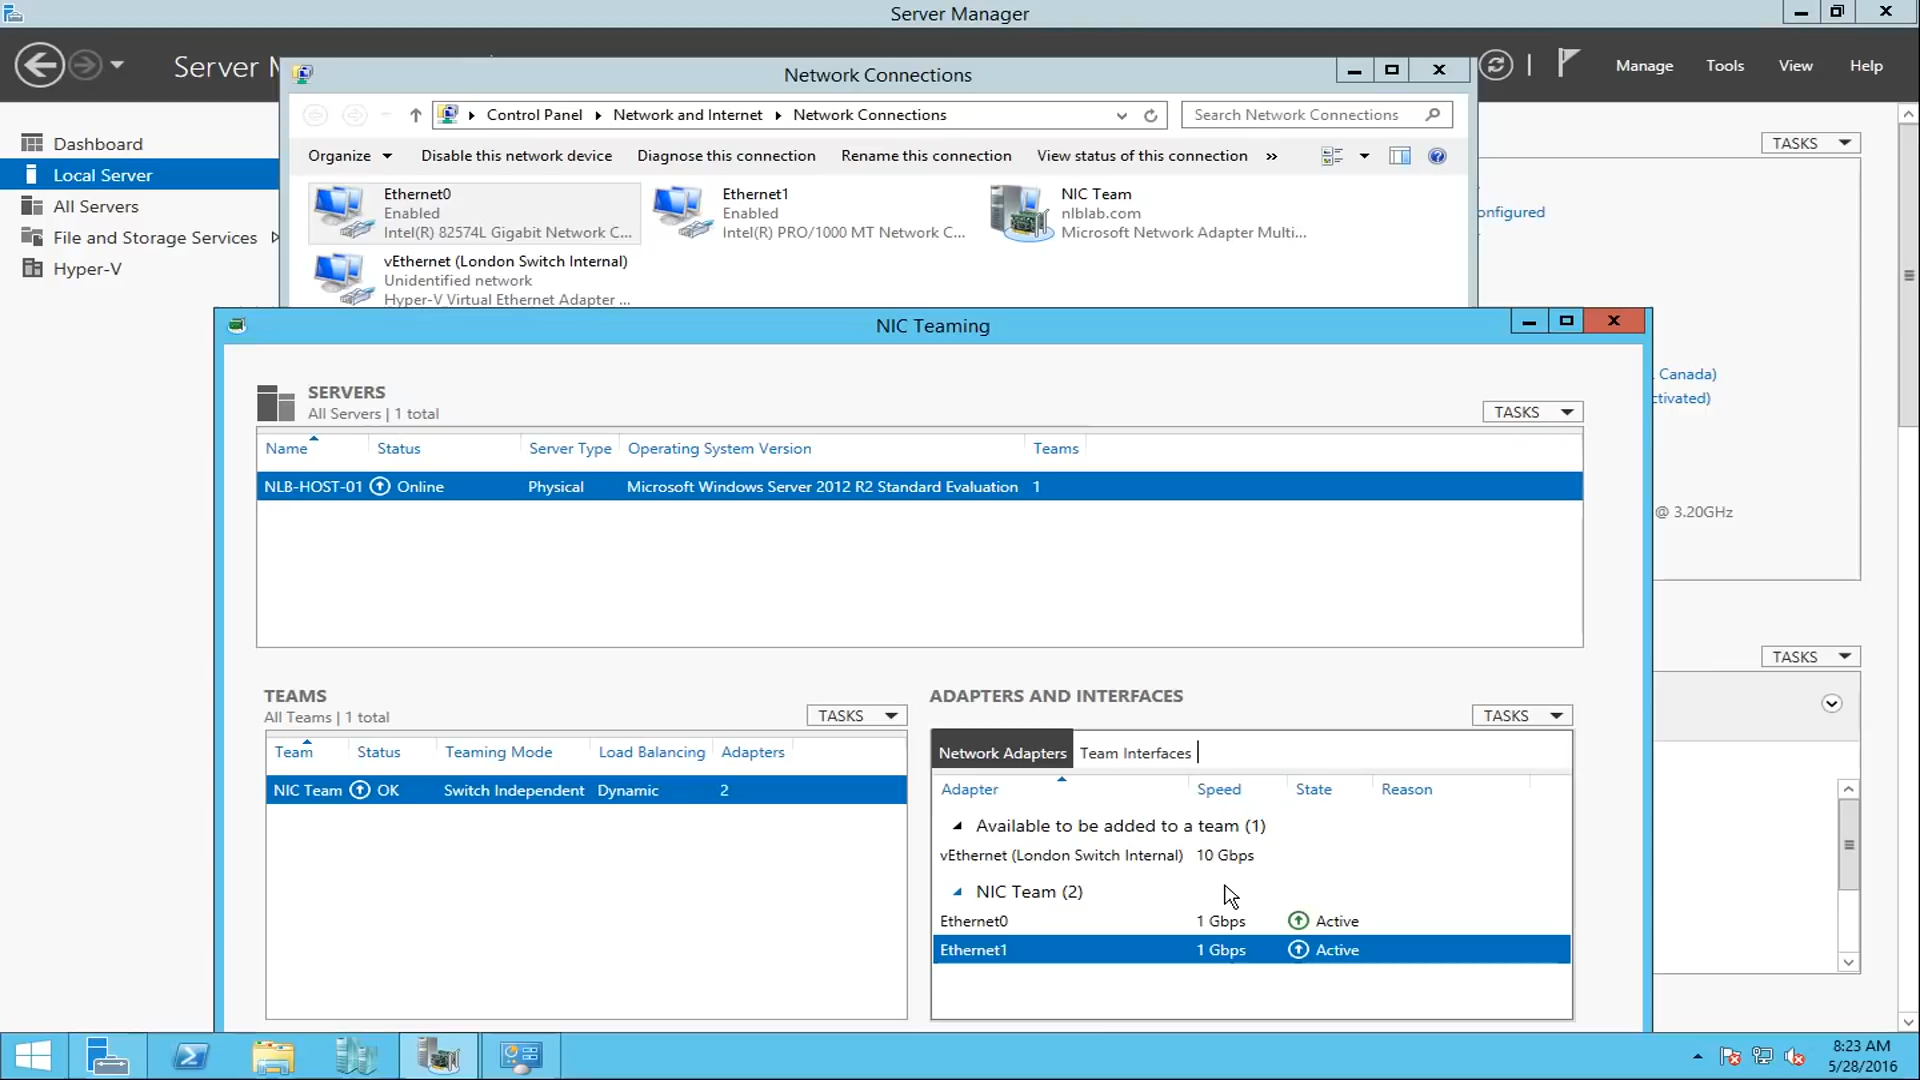 Server Manager
Server M
Manage
Tools
View
Help
Network Connections
Control Panel
Network and Internet
Network Connections
Search Network Connections
Organize
Disable this network device
Diagnose this connection
Rename this connection
View status of this connection
»
Ethernet0
Enabled
Intel(R) 82574L Gigabit Network C...
Ethernet1
Enabled
Intel(R) PRO/1000 MT Network C...
NIC Team
nlblab.com
Microsoft Network Adapter Multi...
vEthernet (London Switch Internal)
Unidentified network
Hyper-V Virtual Ethernet Adapter ...
Dashboard
Local Server
All Servers
File and Storage Services
Hyper-V
TASKS
onfigured
Canada)
ctivated)
@ 3.20GHz
TASKS
NIC Teaming
SERVERS
All Servers | 1 total
TASKS
Name Status Server Type Operating System Version Teams
NLB-HOST-01 Online Physical Microsoft Windows Server 2012 R2 Standard Evaluation 1
TEAMS
All Teams | 1 total
TASKS
Team Status Teaming Mode Load Balancing Adapters
NIC Team OK Switch Independent Dynamic 2
ADAPTERS AND INTERFACES
TASKS
Network Adapters Team Interfaces
Adapter Speed State Reason
Available to be added to a team (1)
vEthernet (London Switch Internal) 10 Gbps
NIC Team (2)
Ethernet0 1 Gbps Active
Ethernet1 1 Gbps Active
8:23 AM
5/28/2016